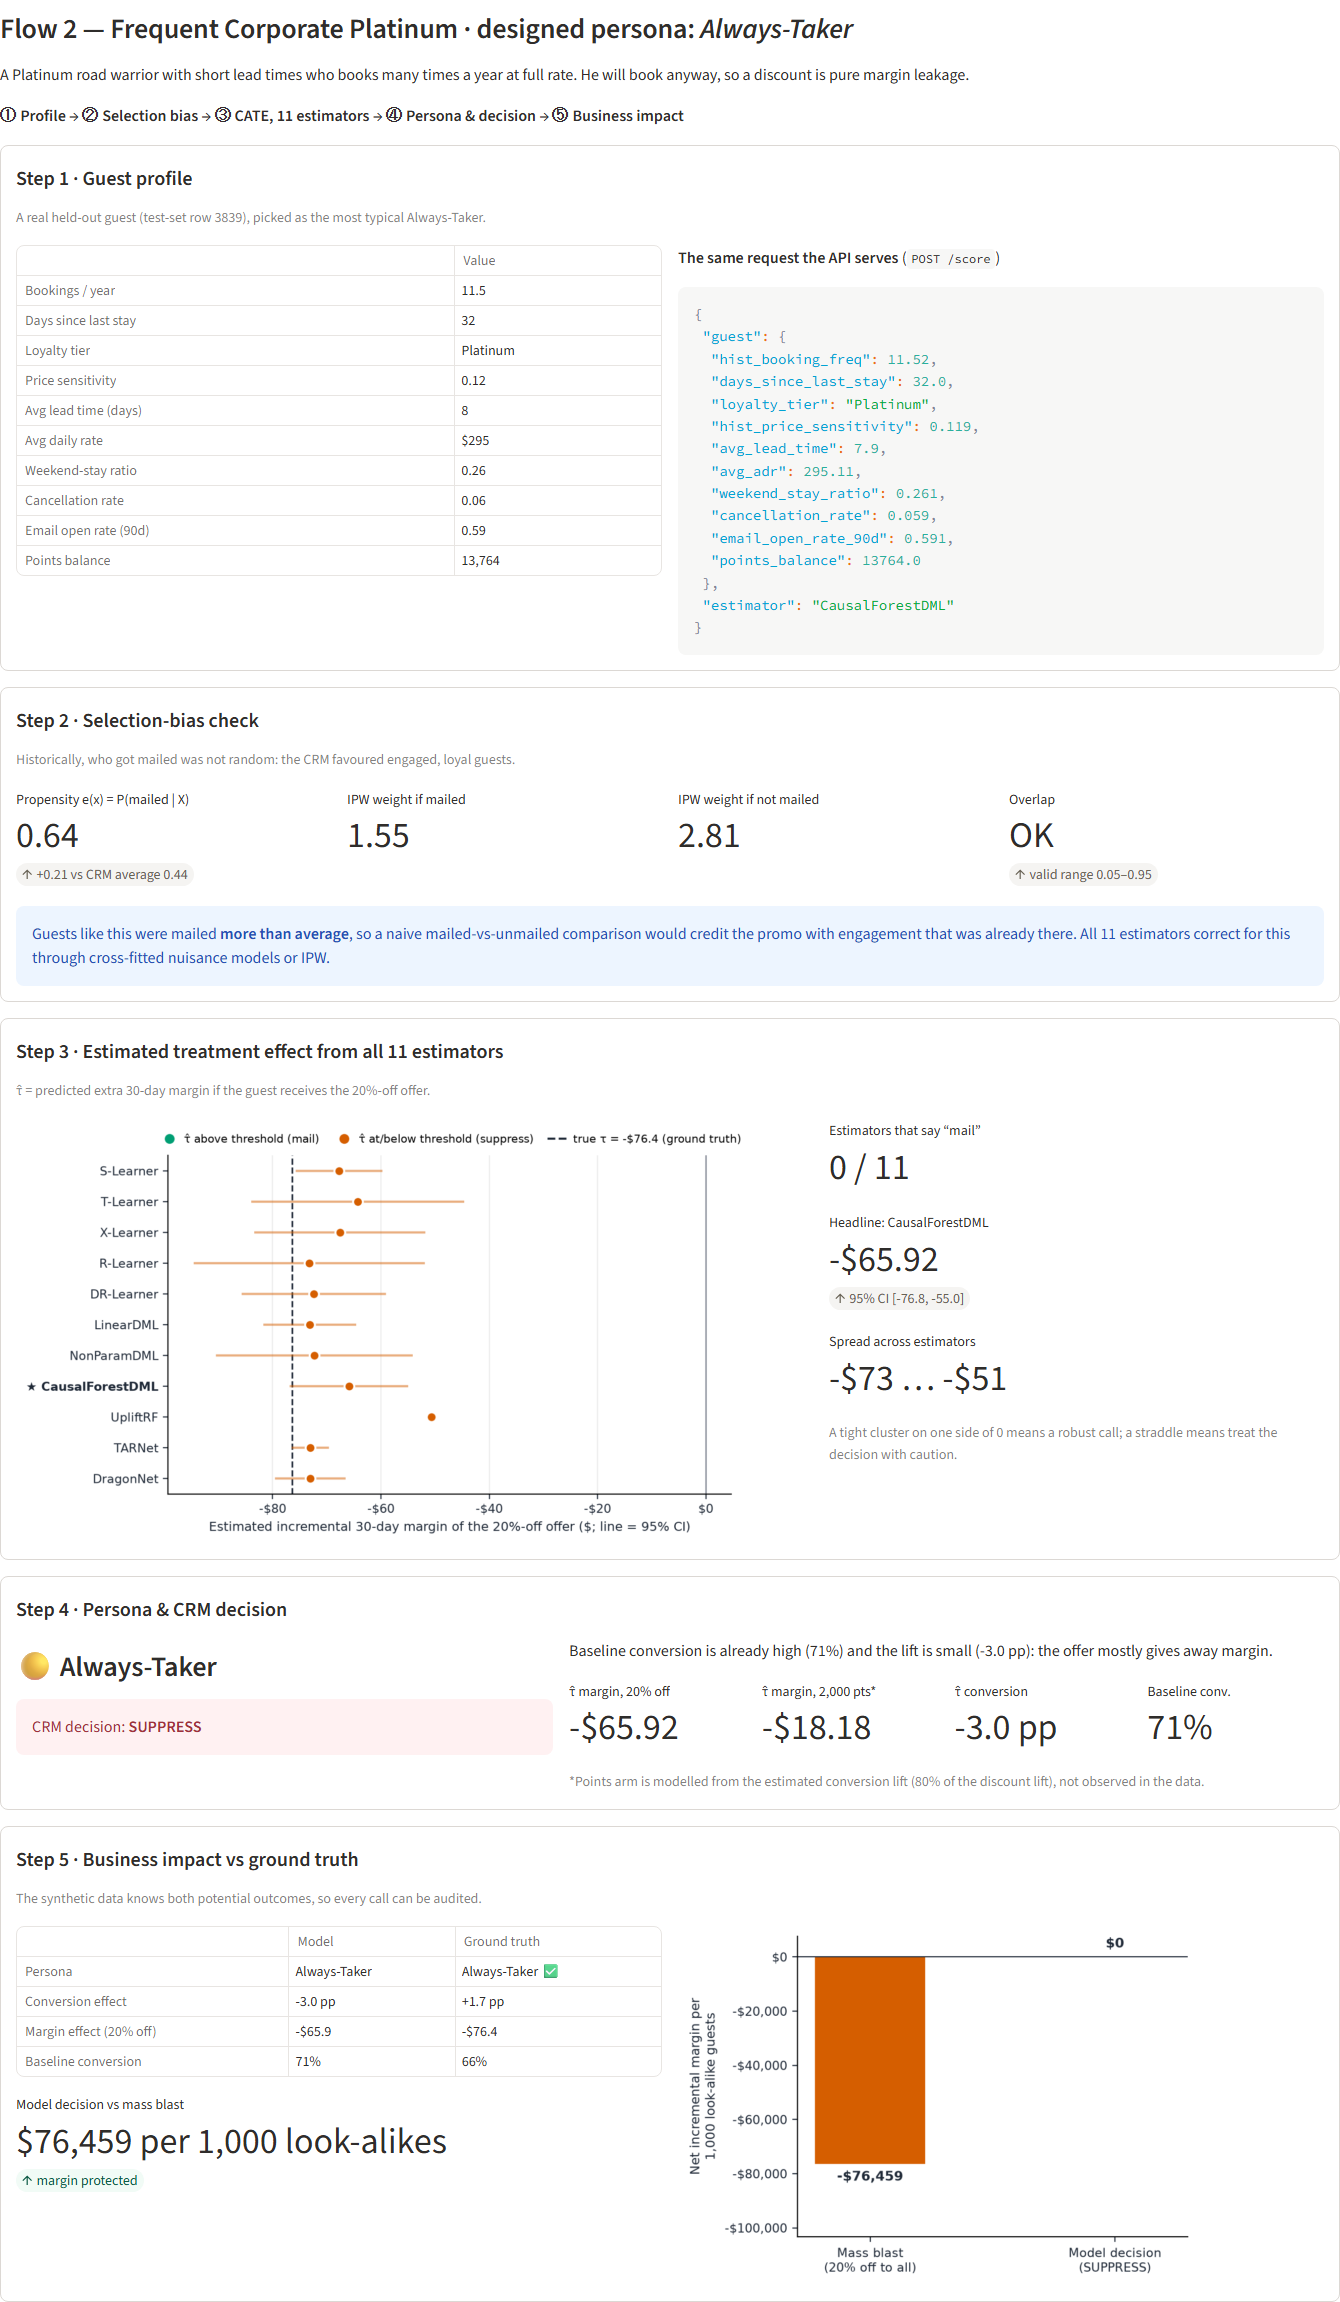 Flow 2 — Frequent Corporate Platinum · designed persona: Always-Taker
A Platinum road warrior with short lead times who books many times a year at full rate. He will book anyway, so a discount is pure margin leakage.
① Profile → ② Selection bias → ③ CATE, 11 estimators → ④ Persona & decision → ⑤ Business impact
Step 1 · Guest profile
A real held-out guest (test-set row 3839), picked as the most typical Always-Taker.
Value
Bookings / year 11.5
Days since last stay 32
Loyalty tier Platinum
Price sensitivity 0.12
Avg lead time (days) 8
Avg daily rate $295
Weekend-stay ratio 0.26
Cancellation rate 0.06
Email open rate (90d) 0.59
Points balance 13,764
The same request the API serves ( POST /score )
{
"guest": {
"hist_booking_freq": 11.52,
"days_since_last_stay": 32.0,
"loyalty_tier": "Platinum",
"hist_price_sensitivity": 0.119,
"avg_lead_time": 7.9,
"avg_adr": 295.11,
"weekend_stay_ratio": 0.261,
"cancellation_rate": 0.059,
"email_open_rate_90d": 0.591,
"points_balance": 13764.0
},
"estimator": "CausalForestDML"
}
Step 2 · Selection-bias check
Historically, who got mailed was not random: the CRM favoured engaged, loyal guests.
Propensity e(x) = P(mailed | X)
0.64
↑ +0.21 vs CRM average 0.44
IPW weight if mailed
1.55
IPW weight if not mailed
2.81
Overlap
OK
↑ valid range 0.05–0.95
Guests like this were mailed more than average, so a naive mailed-vs-unmailed comparison would credit the promo with engagement that was already there. All 11 estimators correct for this
through cross-fitted nuisance models or IPW.
Step 3 · Estimated treatment effect from all 11 estimators
τ̂ = predicted extra 30-day margin if the guest receives the 20%-off offer.
τ̂ above threshold (mail) τ̂ at/below threshold (suppress) true τ = -$76.4 (ground truth)
S-Learner
T-Learner
X-Learner
R-Learner
DR-Learner
LinearDML
NonParamDML
★ CausalForestDML
UpliftRF
TARNet
DragonNet
-$80 -$60 -$40 -$20 $0
Estimated incremental 30-day margin of the 20%-off offer ($; line = 95% CI)
Estimators that say “mail”
0 / 11
Headline: CausalForestDML
-$65.92
↑ 95% CI [-76.8, -55.0]
Spread across estimators
-$73 … -$51
A tight cluster on one side of 0 means a robust call; a straddle means treat the
decision with caution.
Step 4 · Persona & CRM decision
Always-Taker
CRM decision: SUPPRESS
Baseline conversion is already high (71%) and the lift is small (-3.0 pp): the offer mostly gives away margin.
τ̂ margin, 20% off
-$65.92
τ̂ margin, 2,000 pts*
-$18.18
τ̂ conversion
-3.0 pp
Baseline conv.
71%
*Points arm is modelled from the estimated conversion lift (80% of the discount lift), not observed in the data.
Step 5 · Business impact vs ground truth
The synthetic data knows both potential outcomes, so every call can be audited.
Model Ground truth
Persona Always-Taker Always-Taker ✅
Conversion effect -3.0 pp +1.7 pp
Margin effect (20% off) -$65.9 -$76.4
Baseline conversion 71% 66%
Model decision vs mass blast
$76,459 per 1,000 look-alikes
↑ margin protected
Net incremental margin per
1,000 look-alike guests
$0
-$20,000
-$40,000
-$60,000
-$80,000
-$100,000
-$76,459
$0
Mass blast
(20% off to all)
Model decision
(SUPPRESS)